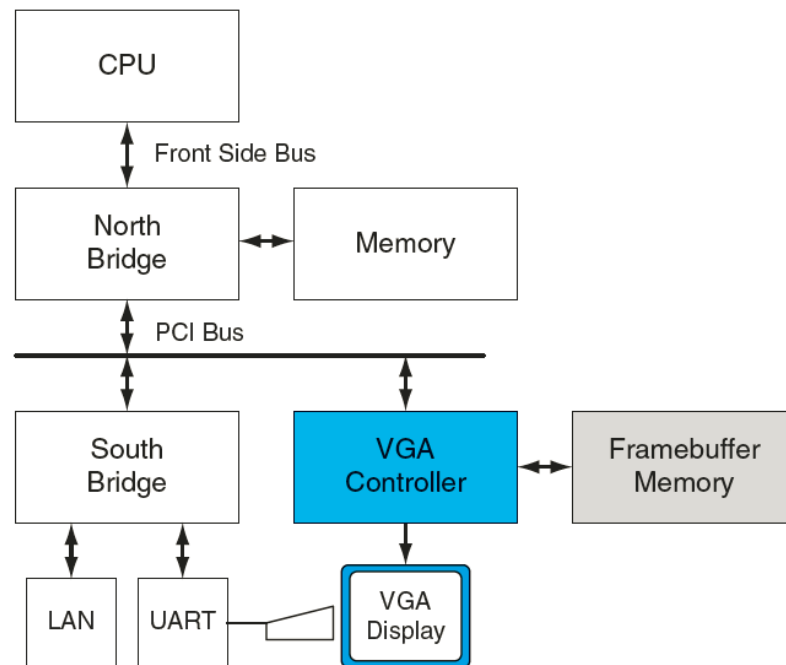 CPU
Front Side Bus
North
Bridge
Memory
PCI Bus
South
Bridge
VGA
Controller
Framebuffer
Memory
LAN
UART
VGA
Display